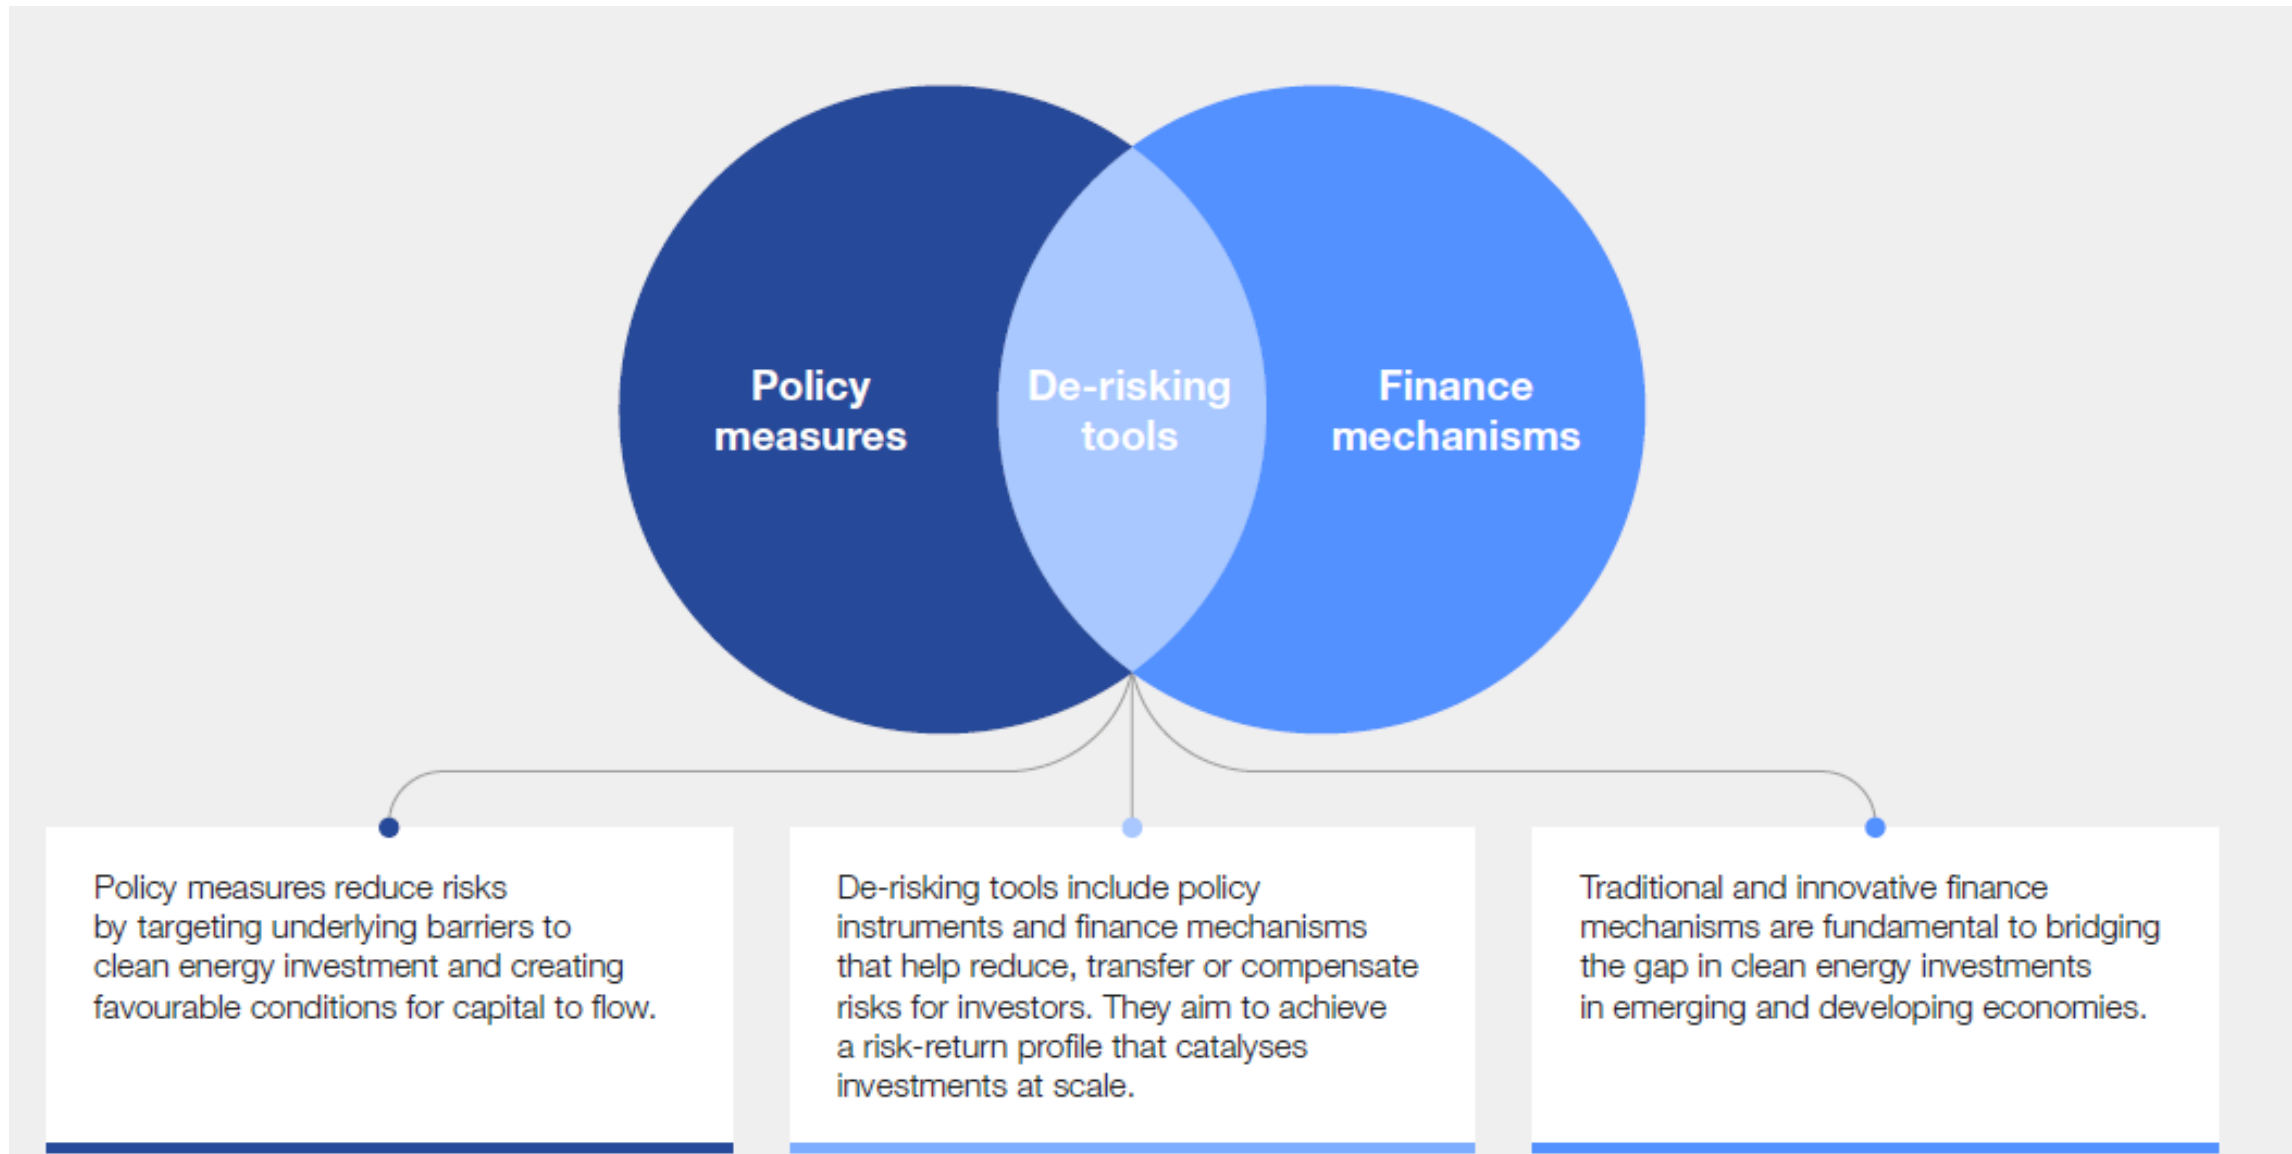 Policy
measures
De-risking
tools
Finance
mechanisms
Policy measures reduce risks
by targeting underlying barriers to
clean energy investment and creating
favourable conditions for capital to flow.
De-risking tools include policy
instruments and finance mechanisms
that help reduce, transfer or compensate
risks for investors. They aim to achieve
a risk-return profile that catalyses
investments at scale.
Traditional and innovative finance
mechanisms are fundamental to bridging
the gap in clean energy investments
in emerging and developing economies.